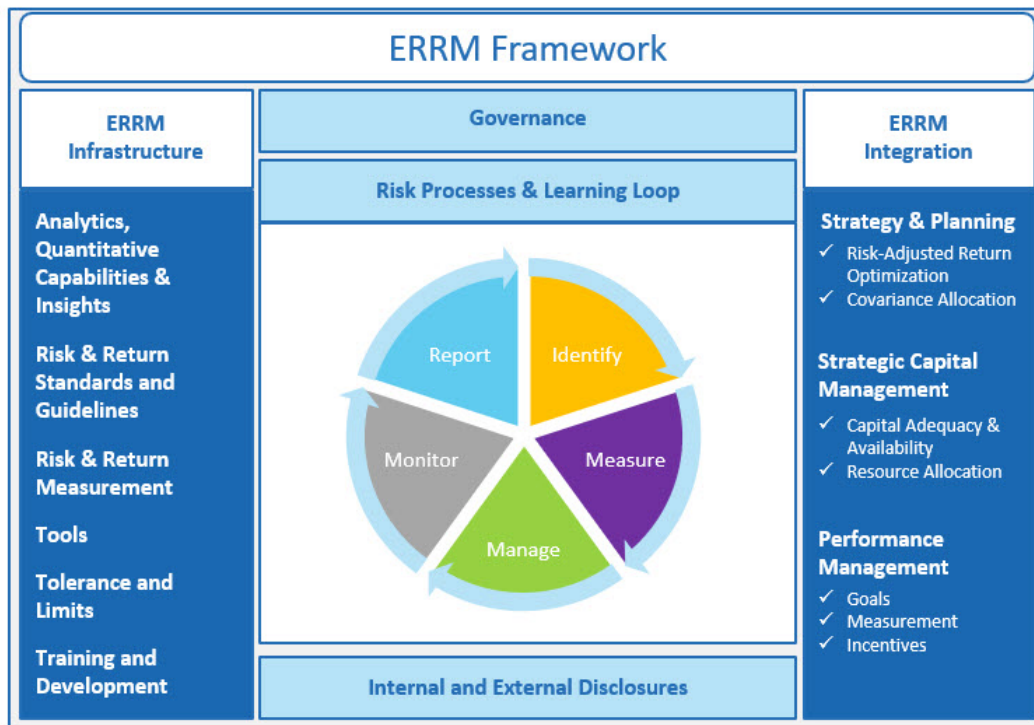 ERRM Framework
ERRM
Infrastructure
Analytics,
Quantitative
Capabilities &
Insights
Risk & Return
Standards and
Guidelines
Risk & Return
Measurement
Tools
Tolerance and
Limits
Training and
Development
Governance
Risk Processes & Learning Loop
Report
Identify
Monitor
Measure
Manage
Internal and External Disclosures
ERRM
Integration
Strategy & Planning
✓ Risk-Adjusted Return
Optimization
✓ Covariance Allocation
Strategic Capital
Management
✓ Capital Adequacy &
Availability
✓ Resource Allocation
Performance
Management
✓ Goals
✓ Measurement
✓ Incentives